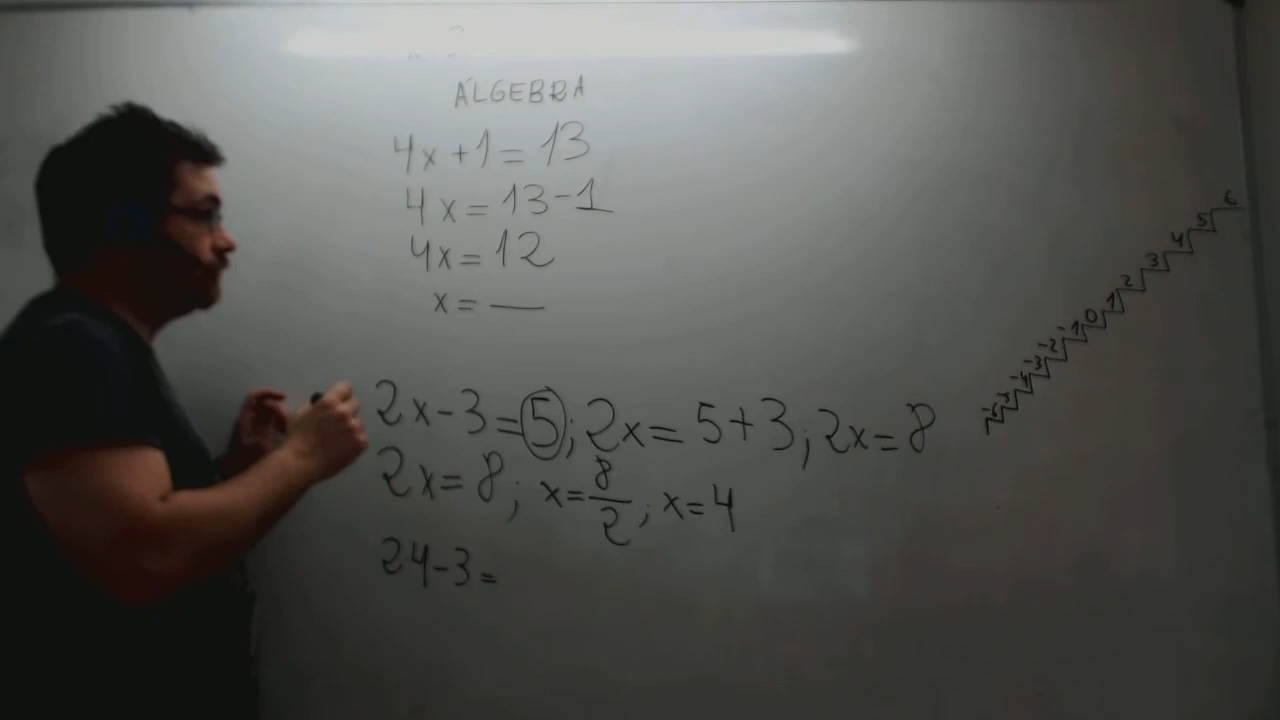 ÁLGEBRA
4x+1=13
4x=13-1
4x=12
x=
2x-3=5; 2x=5+3; 2x=8
2x=8; x=8/2; x=4
24-3=
6
5
4
3
2
1
0
-1
-2
-3
-4